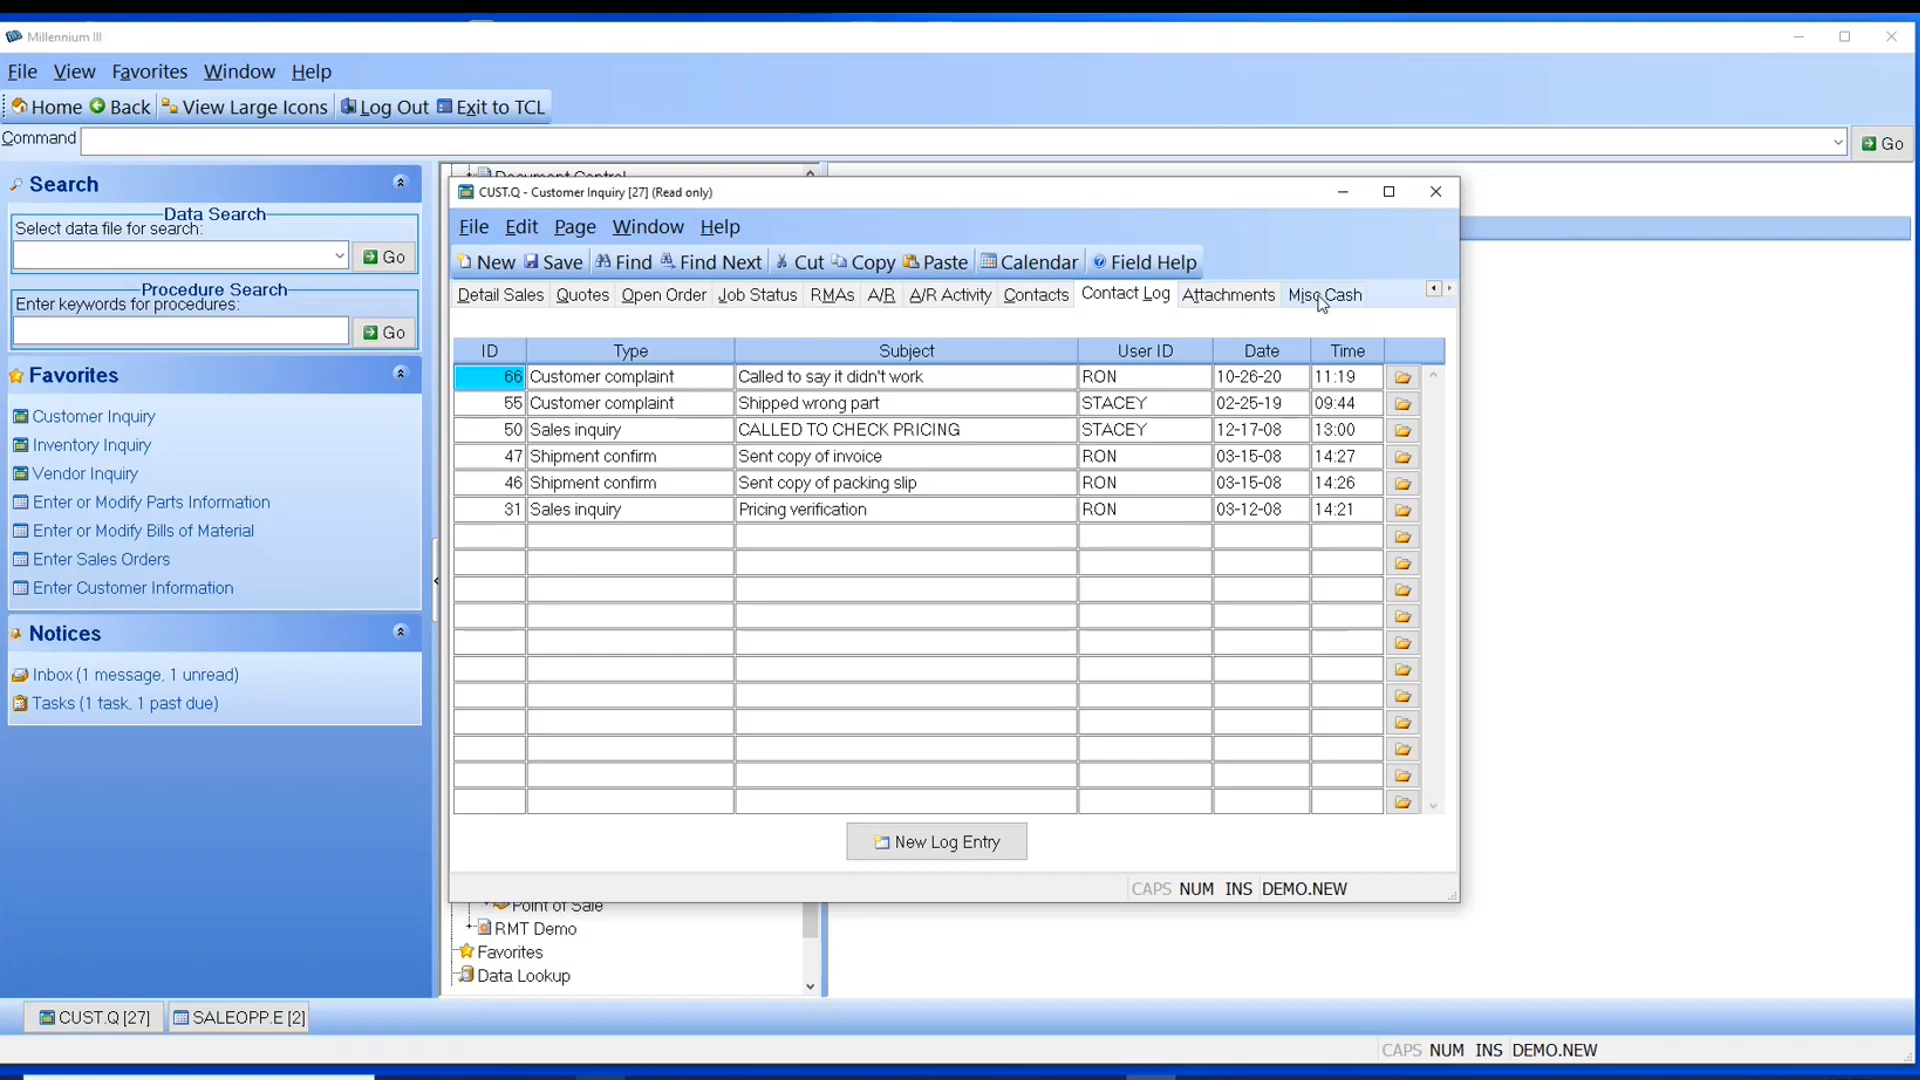 Millennium III
File View Favorites Window Help
Home Back View Large Icons Log Out Exit to TCL
Command Go
Search
Data Search
Select data file for search:
Go
Procedure Search
Enter keywords for procedures:
Go
Favorites
Customer Inquiry
Inventory Inquiry
Vendor Inquiry
Enter or Modify Parts Information
Enter or Modify Bills of Material
Enter Sales Orders
Enter Customer Information
Notices
Inbox (1 message, 1 unread)
Tasks (1 task, 1 past due)
Document Control
CUST.Q - Customer Inquiry [27] (Read only)
File Edit Page Window Help
New Save Find Find Next Cut Copy Paste Calendar Field Help
Detail Sales Quotes Open Order Job Status RMAs A/R A/R Activity Contacts Contact Log Attachments Misc Cash
ID Type Subject User ID Date Time
66 Customer complaint Called to say it didn't work RON 10-26-20 11:19
55 Customer complaint Shipped wrong part STACEY 02-25-19 09:44
50 Sales inquiry CALLED TO CHECK PRICING STACEY 12-17-08 13:00
47 Shipment confirm Sent copy of invoice RON 03-15-08 14:27
46 Shipment confirm Sent copy of packing slip RON 03-15-08 14:26
31 Sales inquiry Pricing verification RON 03-12-08 14:21
New Log Entry
CAPS NUM INS DEMO.NEW
Point of Sale
RMT Demo
Favorites
Data Lookup
CUST.Q [27] SALEOPP.E [2]
CAPS NUM INS DEMO.NEW